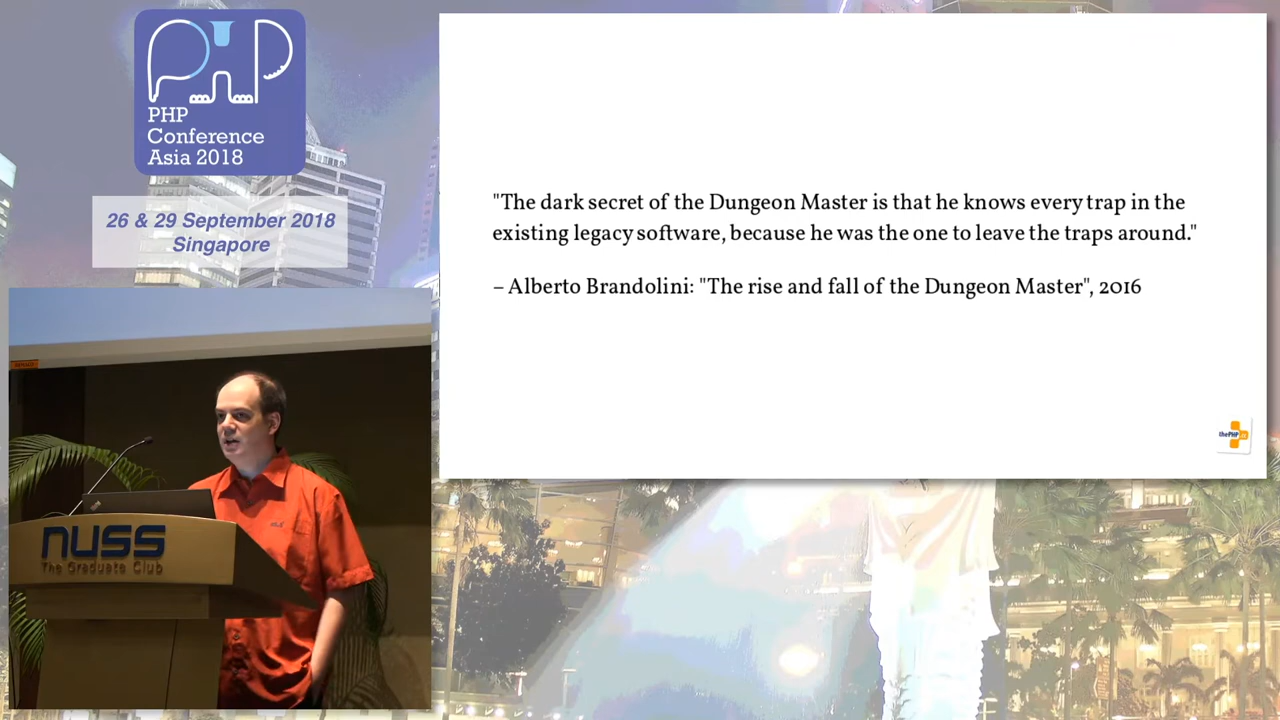 PHP
Conference
Asia 2018
26 & 29 September 2018
Singapore
"The dark secret of the Dungeon Master is that he knows every trap in the
existing legacy software, because he was the one to leave the traps around."
– Alberto Brandolini: "The rise and fall of the Dungeon Master", 2016
thePHP
nuss
The Graduate Club